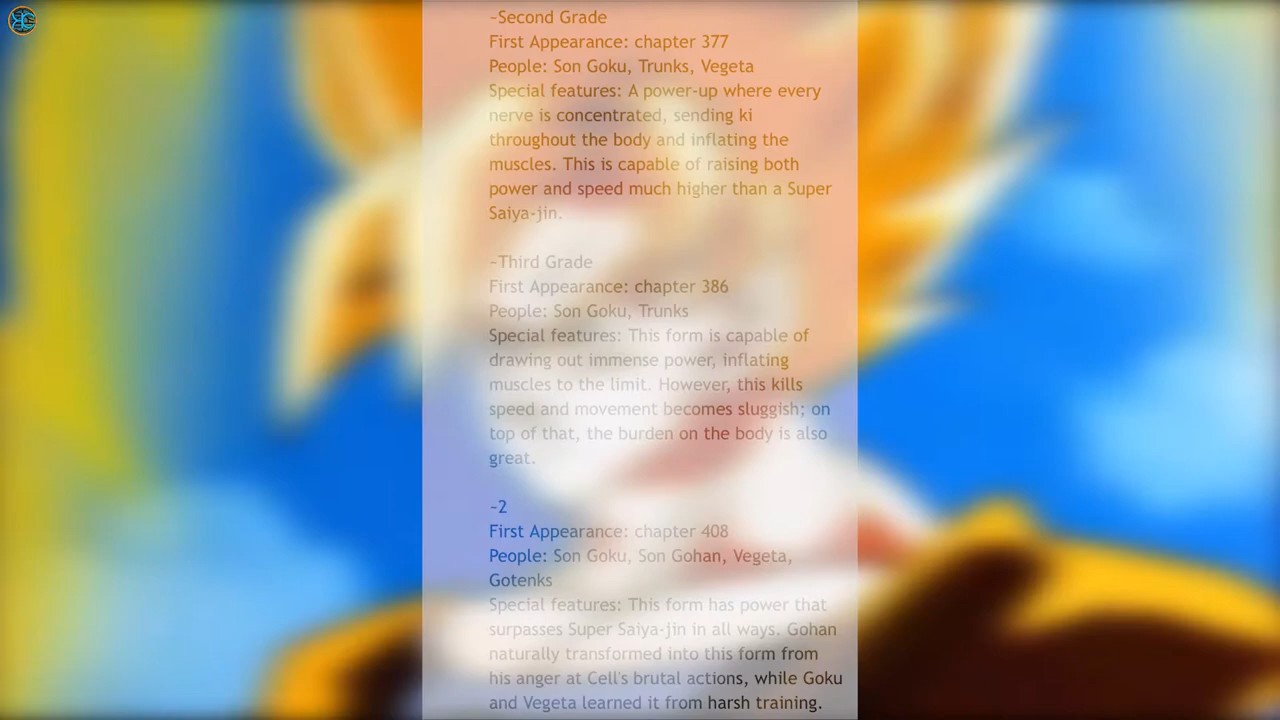 ~Second Grade
First Appearance: chapter 377
People: Son Goku, Trunks, Vegeta
Special features: A power-up where every
nerve is concentrated, sending ki
throughout the body and inflating the
muscles. This is capable of raising both
power and speed much higher than a Super
Saiya-jin.
~Third Grade
First Appearance: chapter 386
People: Son Goku, Trunks
Special features: This form is capable of
drawing out immense power, inflating
muscles to the limit. However, this kills
speed and movement becomes sluggish; on
top of that, the burden on the body is also
great.
~2
First Appearance: chapter 408
People: Son Goku, Son Gohan, Vegeta,
Gotenks
Special features: This form has power that
surpasses Super Saiya-jin in all ways. Gohan
naturally transformed into this form from
his anger at Cell's brutal actions, while Goku
and Vegeta learned it from harsh training.